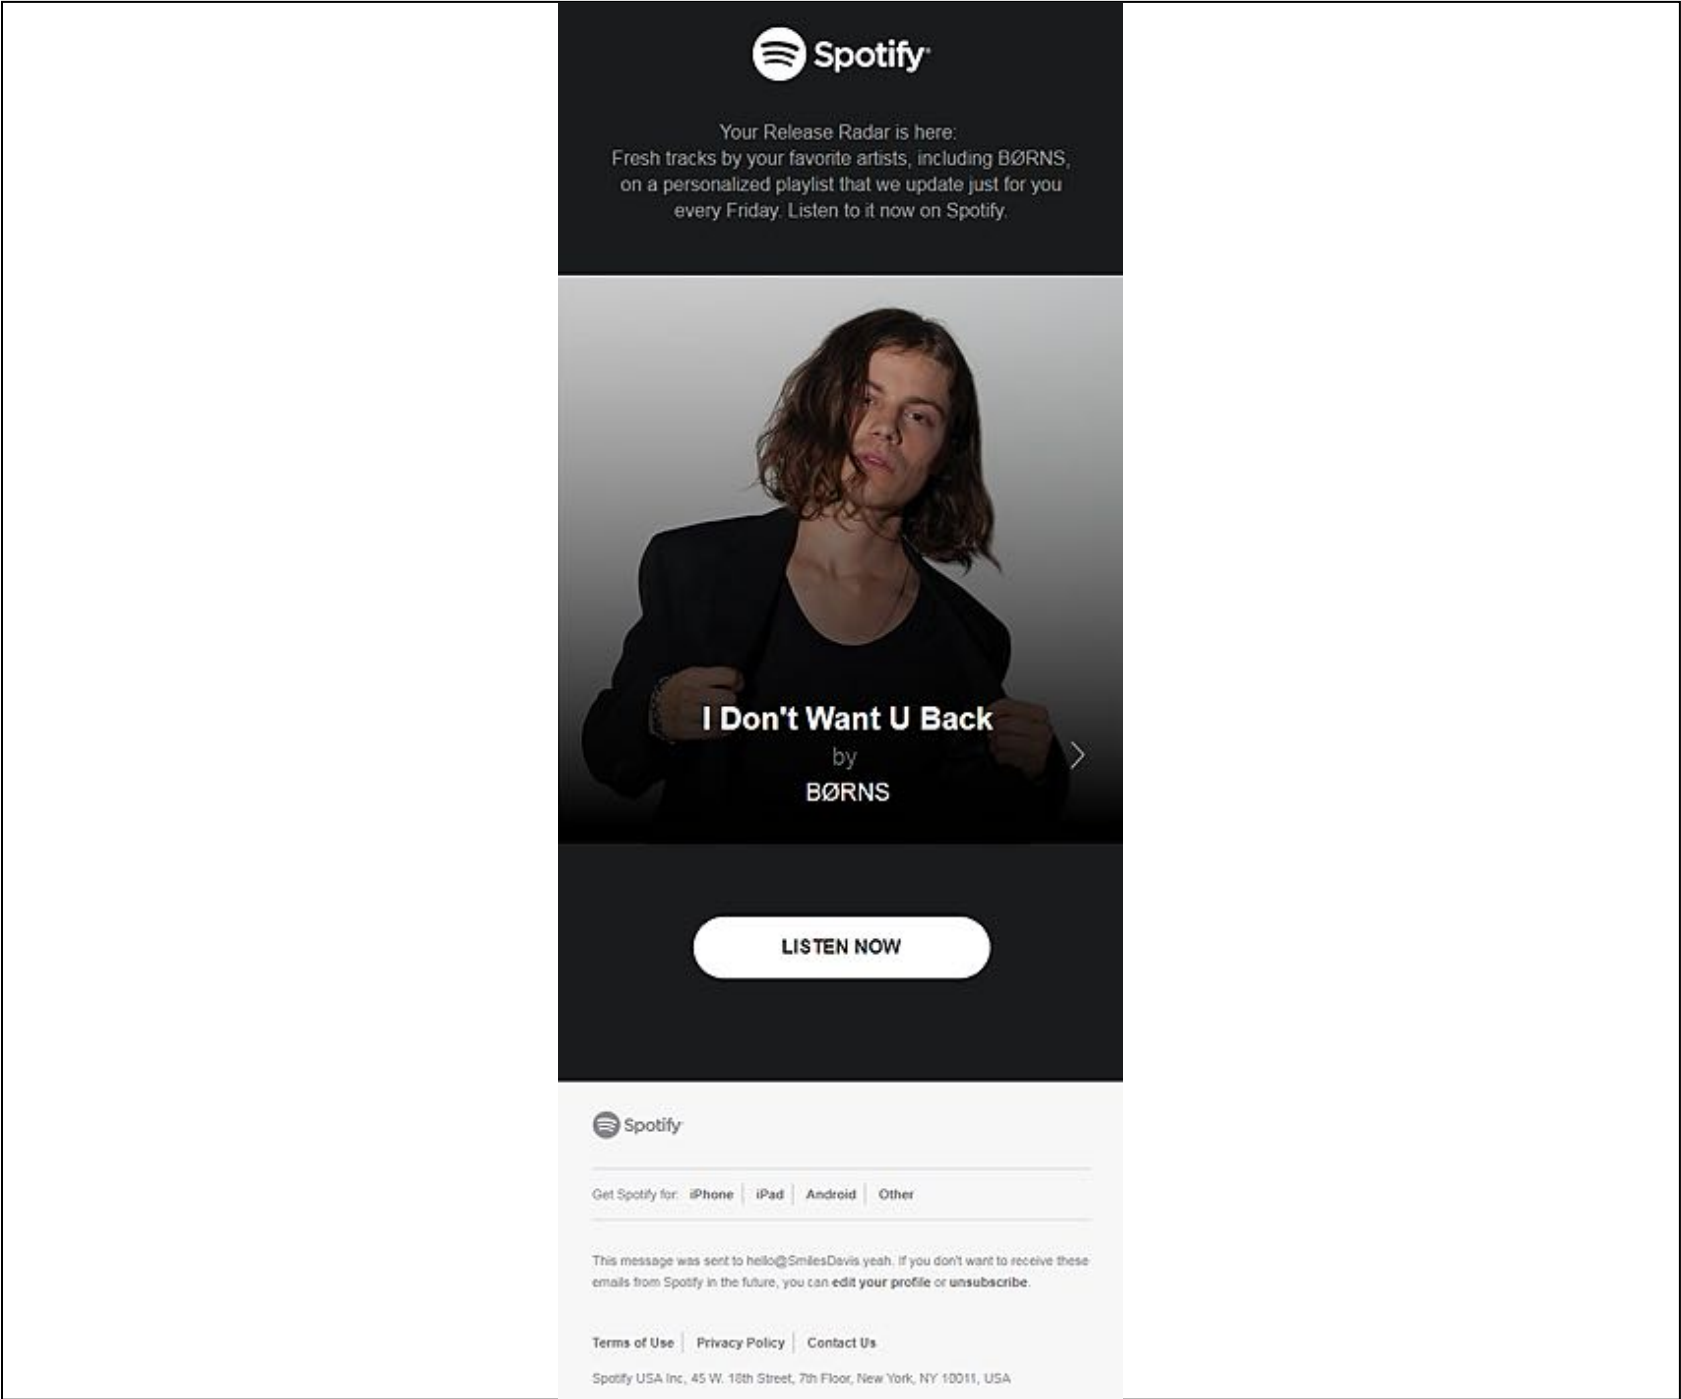 Spotify
Your Release Radar is here:
Fresh tracks by your favorite artists, including BØRNS,
on a personalized playlist that we update just for you
every Friday. Listen to it now on Spotify.
I Don't Want U Back
by
BØRNS
LISTEN NOW
Spotify
Get Spotify for: iPhone iPad Android Other
This message was sent to hello@SmilesDavis yeah. If you don't want to receive these
emails from Spotify in the future, you can edit your profile or unsubscribe.
Terms of Use Privacy Policy Contact Us
Spotify USA Inc, 45 W. 18th Street, 7th Floor, New York, NY 10011, USA